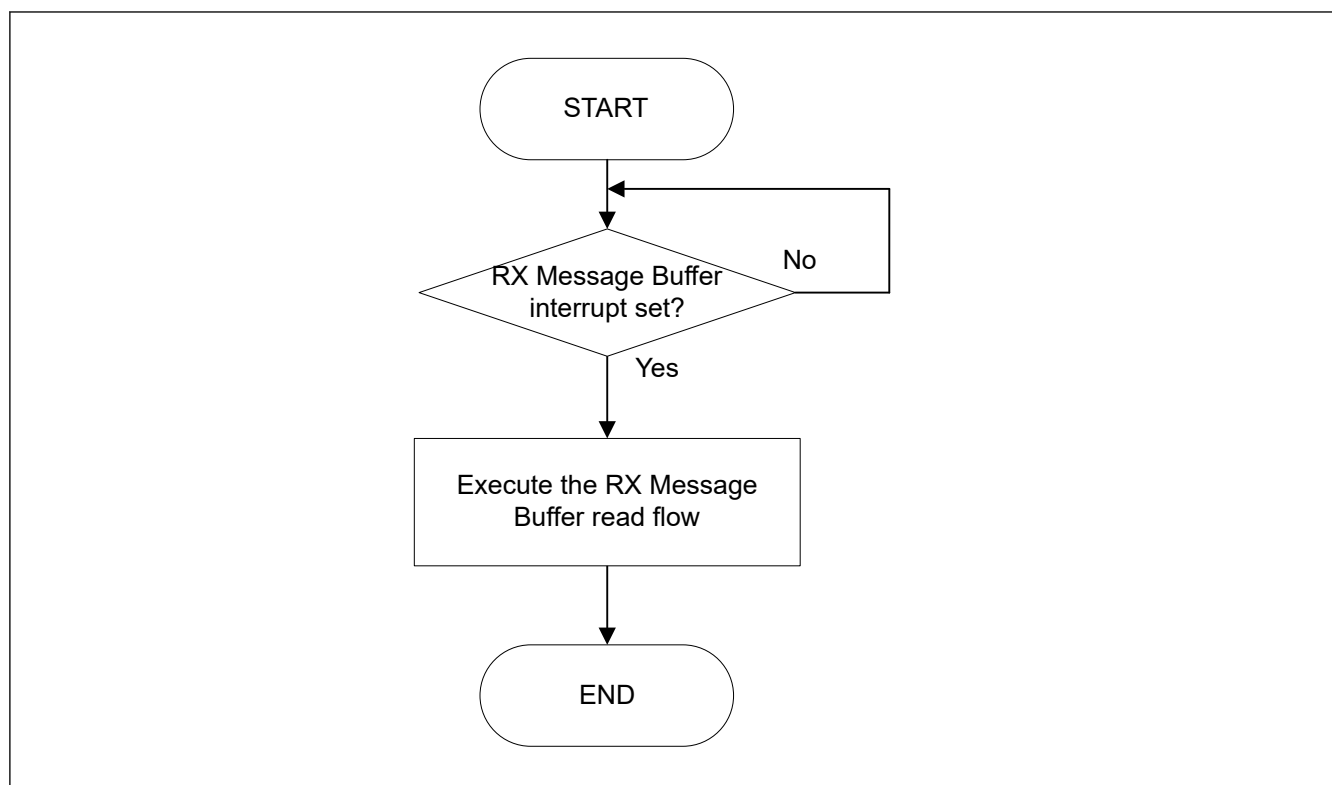 START
RX Message Buffer
interrupt set?
No
Yes
Execute the RX Message
Buffer read flow
END